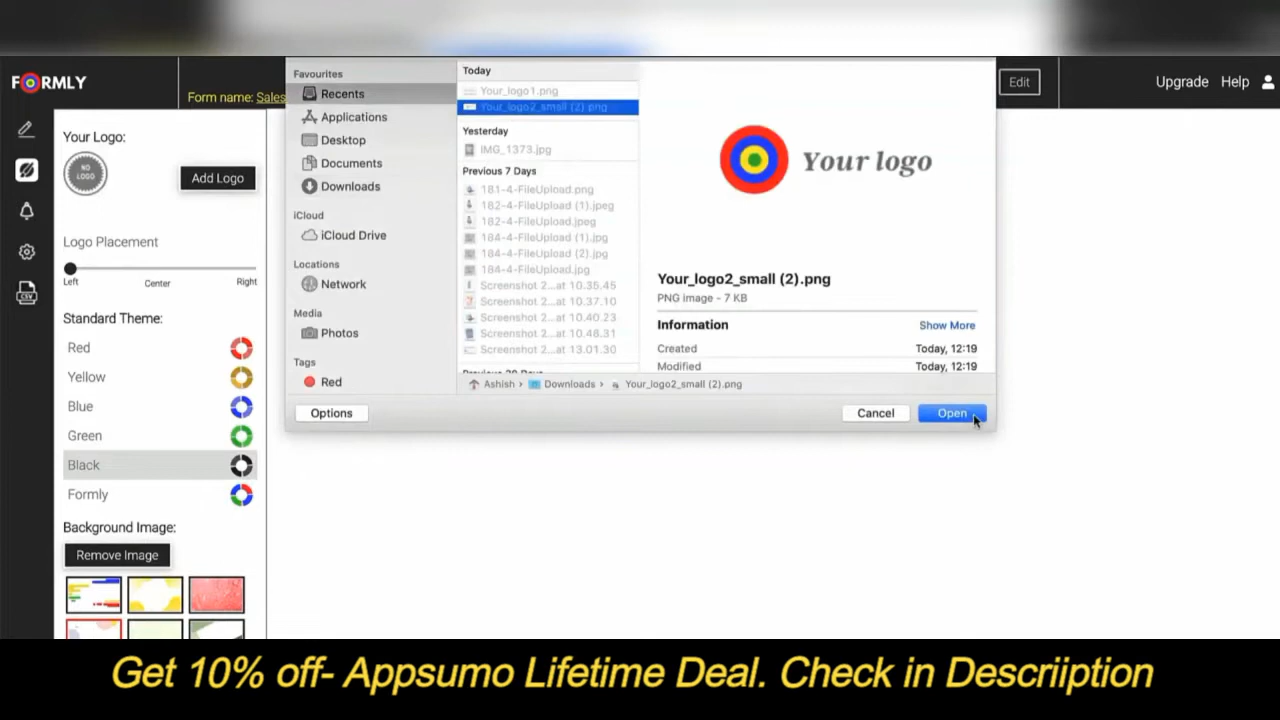 FORMLY
Form name: Sales
Edit
Upgrade
Help
Your Logo:
NO LOGO
Add Logo
Logo Placement
Left
Center
Right
Standard Theme:
Red
Yellow
Blue
Green
Black
Formly
Background Image:
Remove Image
CSV
Favourites
Recents
Applications
Desktop
Documents
Downloads
iCloud
iCloud Drive
Locations
Network
Media
Photos
Tags
Red
Today
Your_logo1.png
Your_logo2_small (2).png
Yesterday
IMG_1373.jpg
Previous 7 Days
181-4-FileUpload.png
182-4-FileUpload (1).jpeg
182-4-FileUpload.jpeg
184-4-FileUpload (1).jpg
184-4-FileUpload (2).jpg
184-4-FileUpload.jpg
Screenshot 2...at 10.35.45
Screenshot 2...at 10.37.10
Screenshot 2...at 10.40.23
Screenshot 2...at 10.48.31
Screenshot 2...at 13.01.30
Your logo
Your_logo2_small (2).png
PNG image - 7 KB
Information
Show More
Created
Today, 12:19
Modified
Today, 12:19
Ashish › Downloads › Your_logo2_small (2).png
Options
Cancel
Open
Get 10% off- Appsumo Lifetime Deal. Check in Descriiption